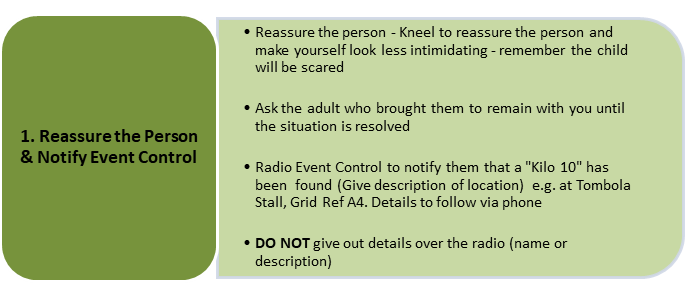 1. Reassure the Person
& Notify Event Control
• Reassure the person - Kneel to reassure the person and
make yourself look less intimidating - remember the child
will be scared
• Ask the adult who brought them to remain with you until
the situation is resolved
• Radio Event Control to notify them that a "Kilo 10" has
been found (Give description of location) e.g. at Tombola
Stall, Grid Ref A4. Details to follow via phone
• DO NOT give out details over the radio (name or
description)